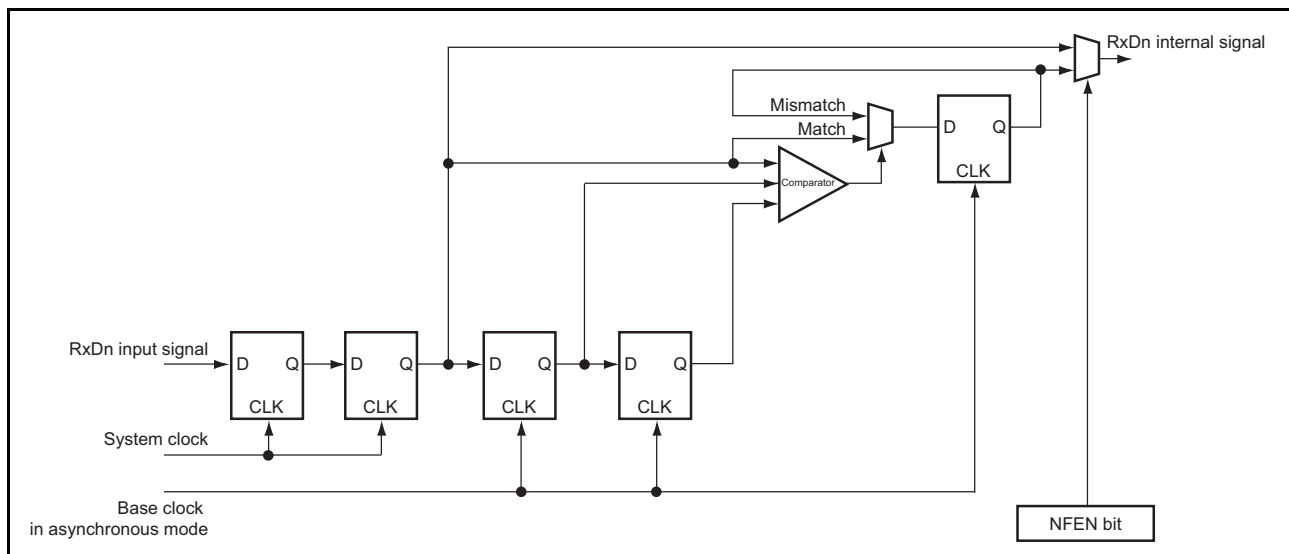 RxDn internal signal
Mismatch
Match
D
Q
CLK
Comparator
RxDn input signal
D
Q
CLK
D
Q
CLK
D
Q
CLK
D
Q
CLK
System clock
Base clock
in asynchronous mode
NFEN bit